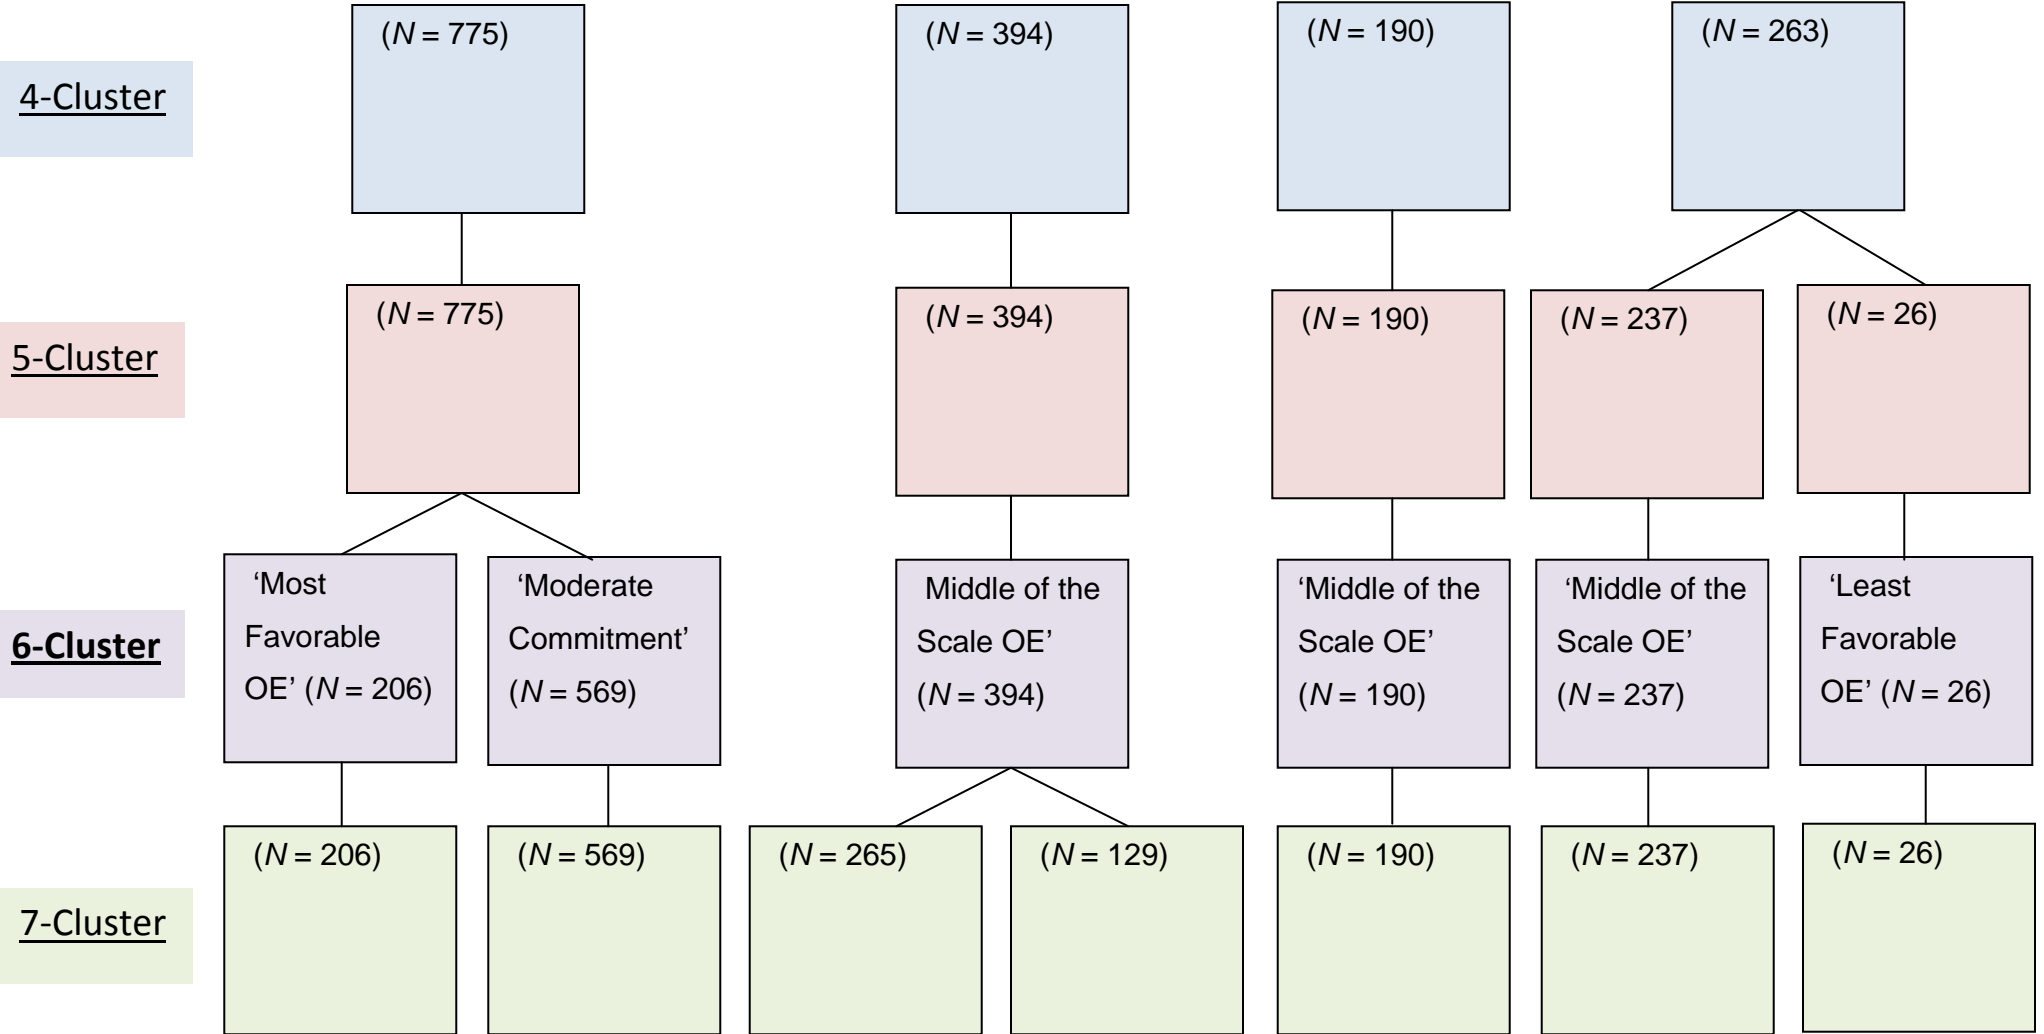 4-Cluster
(N = 775)
(N = 394)
(N = 190)
(N = 263)
5-Cluster
(N = 775)
(N = 394)
(N = 190)
(N = 237)
(N = 26)
6-Cluster
‘Most
Favorable
OE’ (N = 206)
‘Moderate
Commitment’
(N = 569)
Middle of the
Scale OE’
(N = 394)
‘Middle of the
Scale OE’
(N = 190)
‘Middle of the
Scale OE’
(N = 237)
‘Least
Favorable
OE’ (N = 26)
7-Cluster
(N = 206)
(N = 569)
(N = 265)
(N = 129)
(N = 190)
(N = 237)
(N = 26)